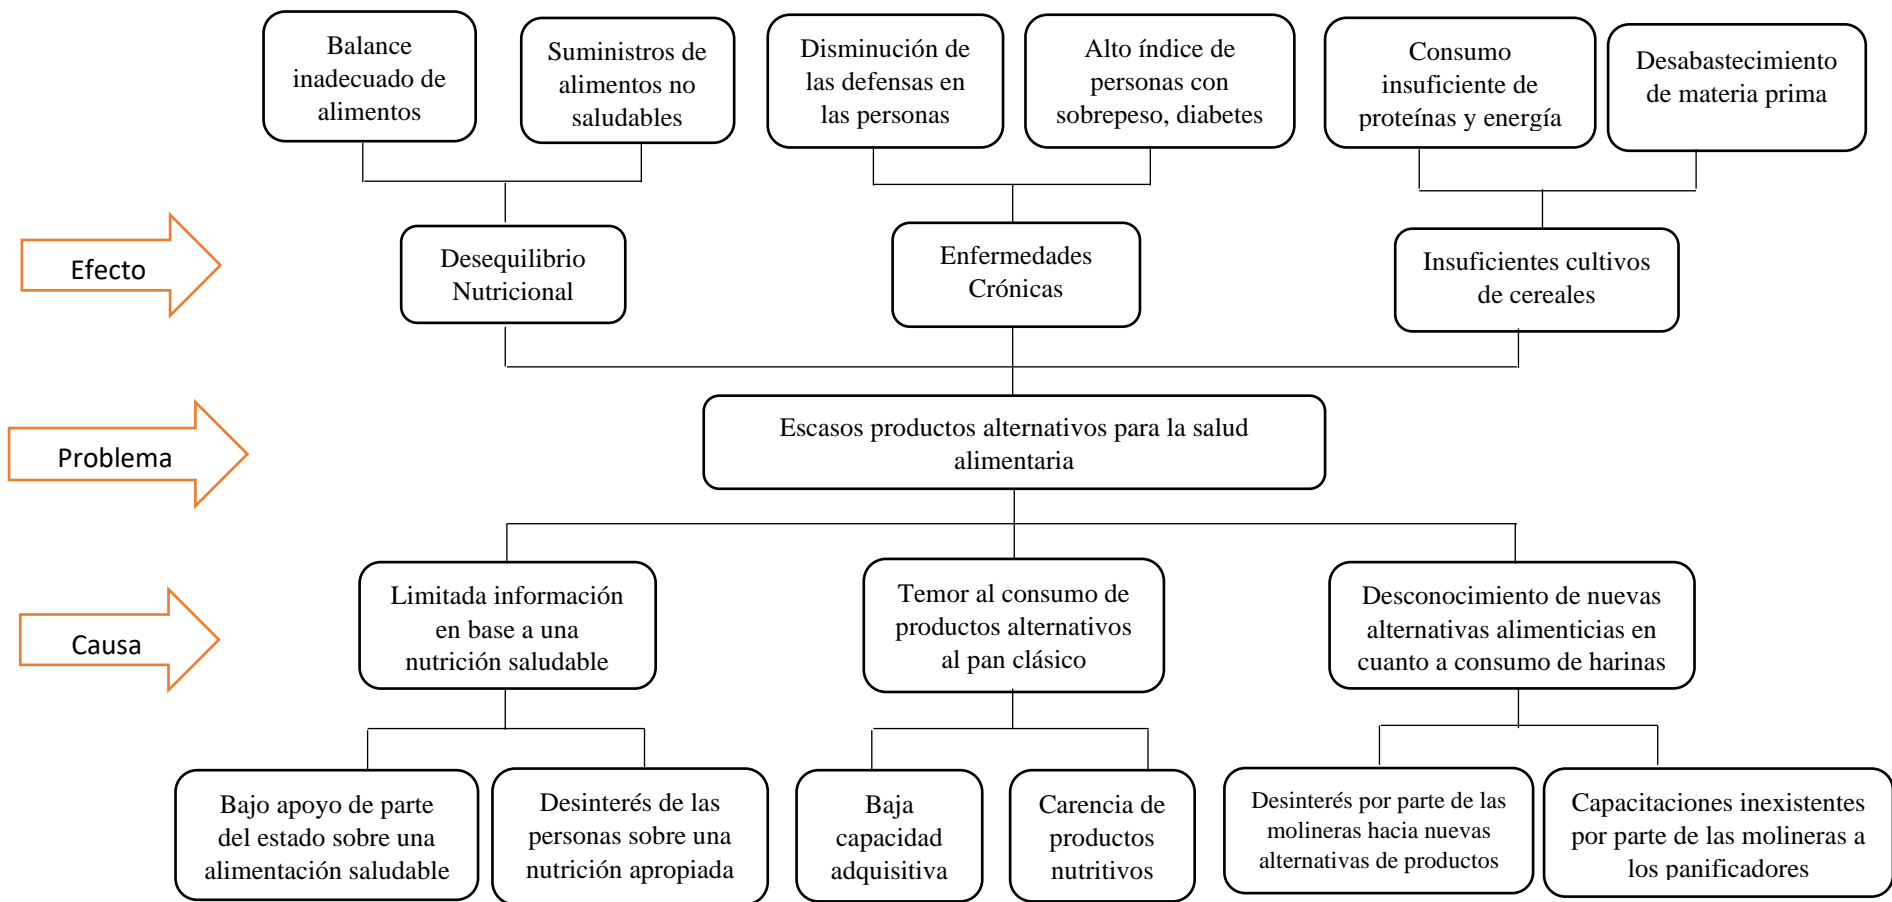 Balance
inadecuado de
alimentos
Suministros de
alimentos no
saludables
Disminución de
las defensas en
las personas
Alto índice de
personas con
sobrepeso, diabetes
Consumo
insuficiente de
proteínas y energía
Desabastecimiento
de materia prima
Efecto
Desequilibrio
Nutricional
Enfermedades
Crónicas
Insuficientes cultivos
de cereales
Problema
Escasos productos alternativos para la salud
alimentaria
Causa
Limitada información
en base a una
nutrición saludable
Temor al consumo de
productos alternativos
al pan clásico
Desconocimiento de nuevas
alternativas alimenticias en
cuanto a consumo de harinas
Bajo apoyo de parte
del estado sobre una
alimentación saludable
Desinterés de las
personas sobre una
nutrición apropiada
Baja
capacidad
adquisitiva
Carencia de
productos
nutritivos
Desinterés por parte de las
molineras hacia nuevas
alternativas de productos
Capacitaciones inexistentes
por parte de las molineras a
los panificadores